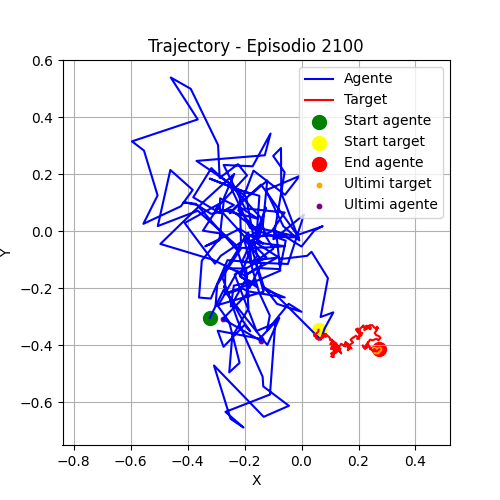 Trajectory - Episodio 2100
Agente
Target
Start agente
Start target
End agente
Ultimi target
Ultimi agente
Y
0.6
0.4
0.2
0.0
−0.2
−0.4
−0.6
−0.8
−0.6
−0.4
−0.2
0.0
0.2
0.4
X